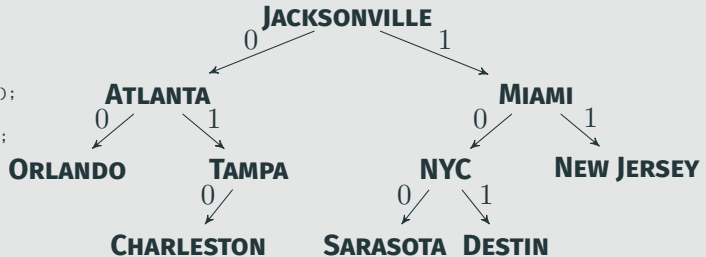 JACKSONVILLE
0 1
); ATLANTA MIAMI
0 1 0 1
;
ORLANDO TAMPA NYC NEW JERSEY
0 0 1
CHARLESTON SARASOTA DESTIN